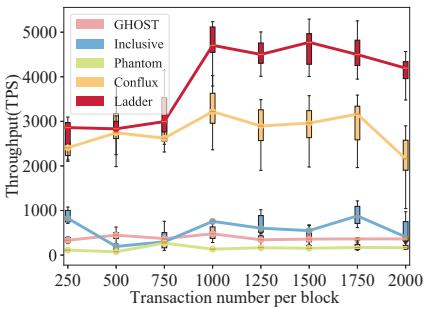 GHOST
Inclusive
Phantom
Conflux
Ladder
5000
4000
3000
2000
1000
0
Throughput(TPS)
250 500 750 1000 1250 1500 1750 2000
Transaction number per block